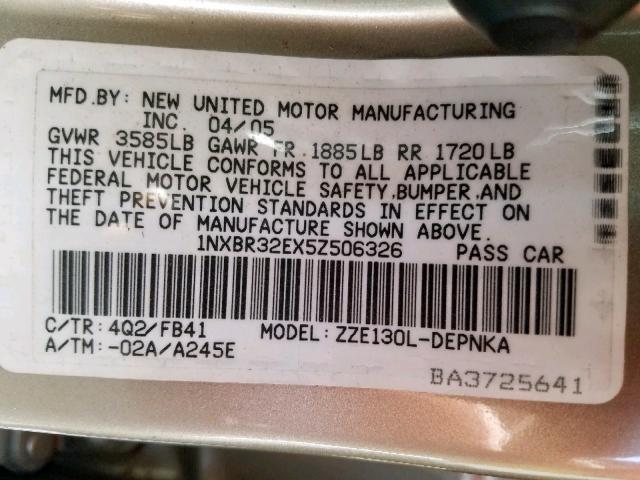 MFD.BY: NEW UNITED MOTOR MANUFACTURING
INC. 04/05
GVWR 3585LB GAWR FR 1885LB RR 1720LB
THIS VEHICLE CONFORMS TO ALL APPLICABLE
FEDERAL MOTOR VEHICLE SAFETY,BUMPER,AND
THEFT PREVENTION STANDARDS IN EFFECT ON
THE DATE OF MANUFACTURE SHOWN ABOVE.
1NXBR32EX5Z506326 PASS CAR
C/TR: 4Q2/FB41 MODEL: ZZE130L-DEPNKA
A/TM: -02A/A245E
BA3725641